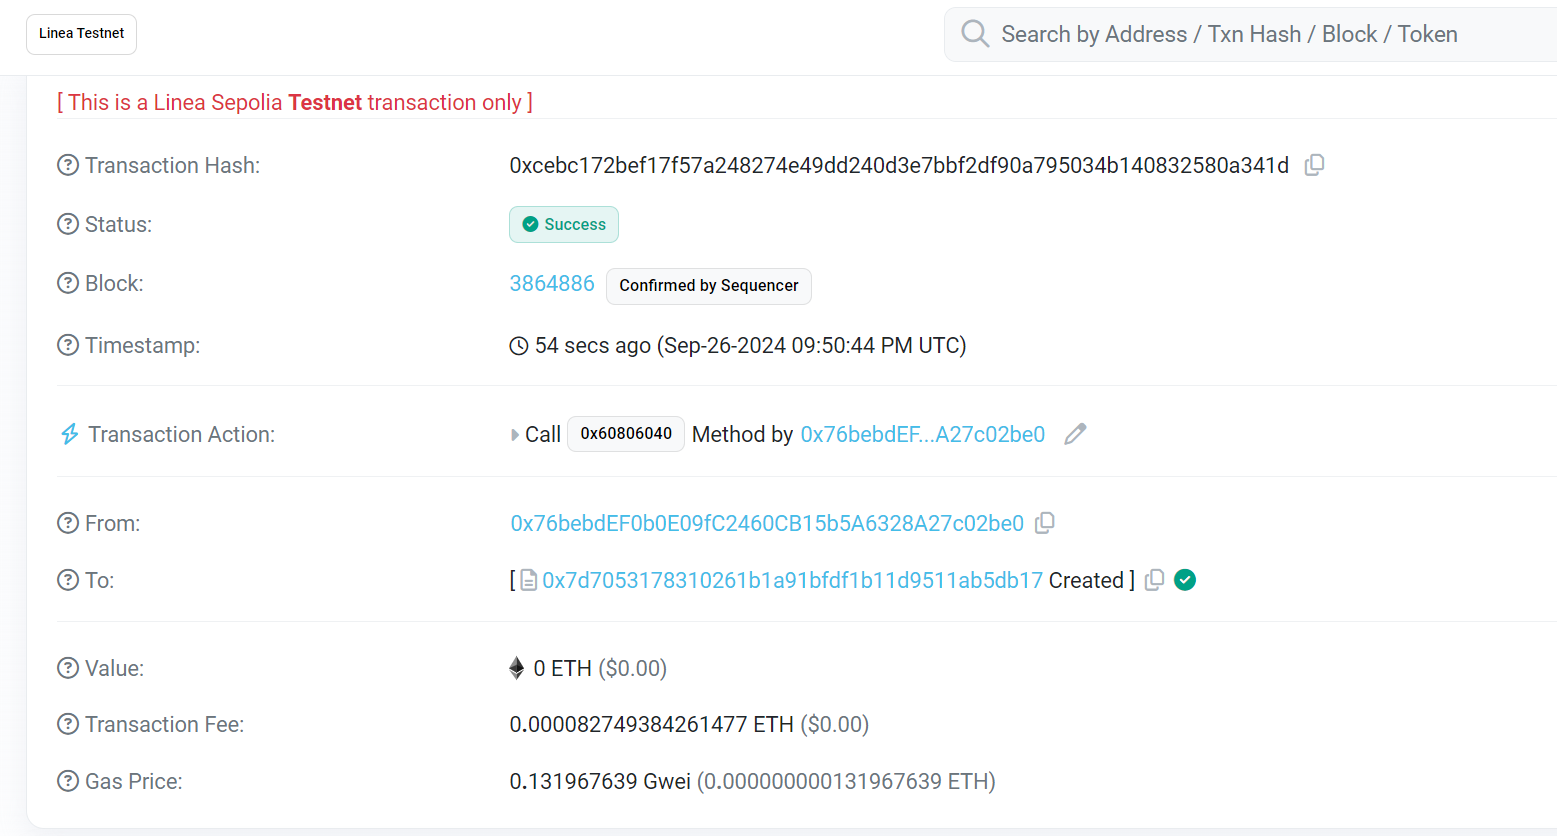 Linea Testnet
Search by Address / Txn Hash / Block / Token
[ This is a Linea Sepolia Testnet transaction only ]
Transaction Hash: 0xcebc172bef17f57a248274e49dd240d3e7bbf2df90a795034b140832580a341d
Status: Success
Block: 3864886 Confirmed by Sequencer
Timestamp: 54 secs ago (Sep-26-2024 09:50:44 PM UTC)
Transaction Action: Call 0x60806040 Method by 0x76bebdEF...A27c02be0
From: 0x76bebdEF0b0E09fC2460CB15b5A6328A27c02be0
To: [ 0x7d7053178310261b1a91bfdf1b11d9511ab5db17 Created ]
Value: 0 ETH ($0.00)
Transaction Fee: 0.000082749384261477 ETH ($0.00)
Gas Price: 0.131967639 Gwei (0.000000000131967639 ETH)